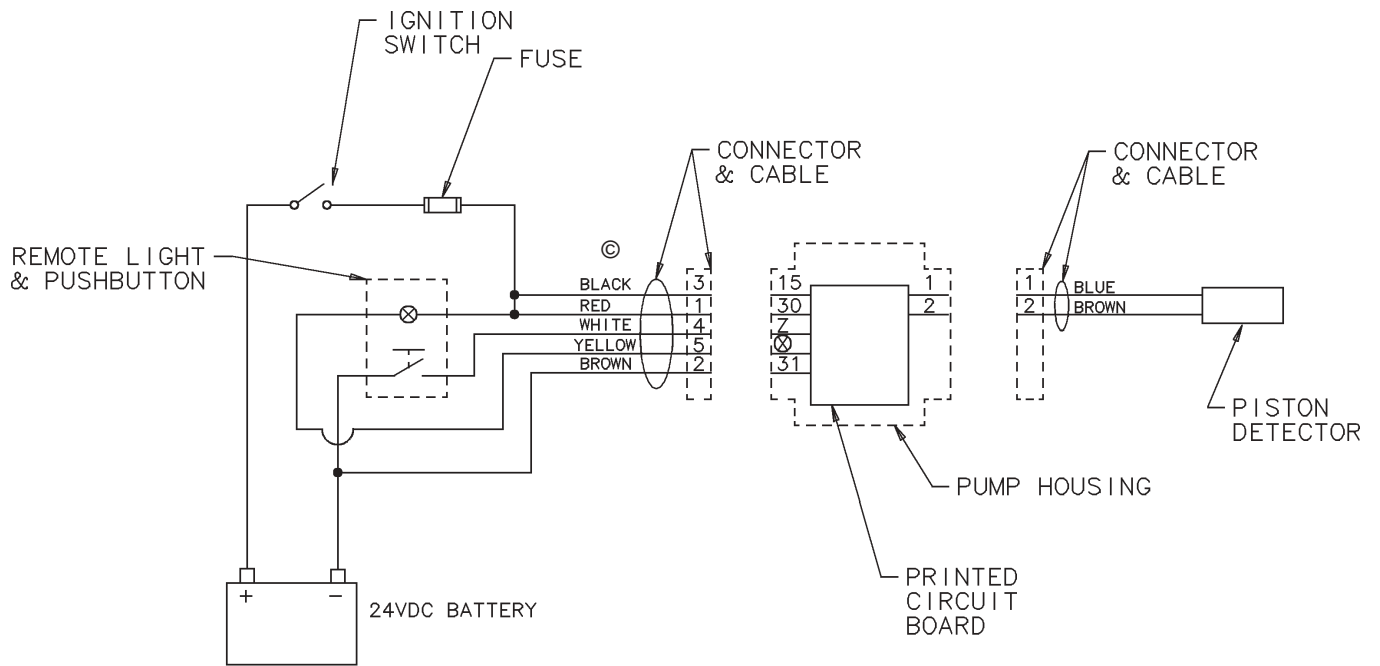 IGNITION
SWITCH
FUSE
CONNECTOR
& CABLE
CONNECTOR
& CABLE
REMOTE LIGHT
& PUSHBUTTON
©
BLACK 3 15 1 1 BLUE
RED 1 30 2 2 BROWN
WHITE 4 Z
YELLOW 5
BROWN 2 31
PISTON
DETECTOR
PUMP HOUSING
PRINTED
CIRCUIT
BOARD
+ − 24VDC BATTERY